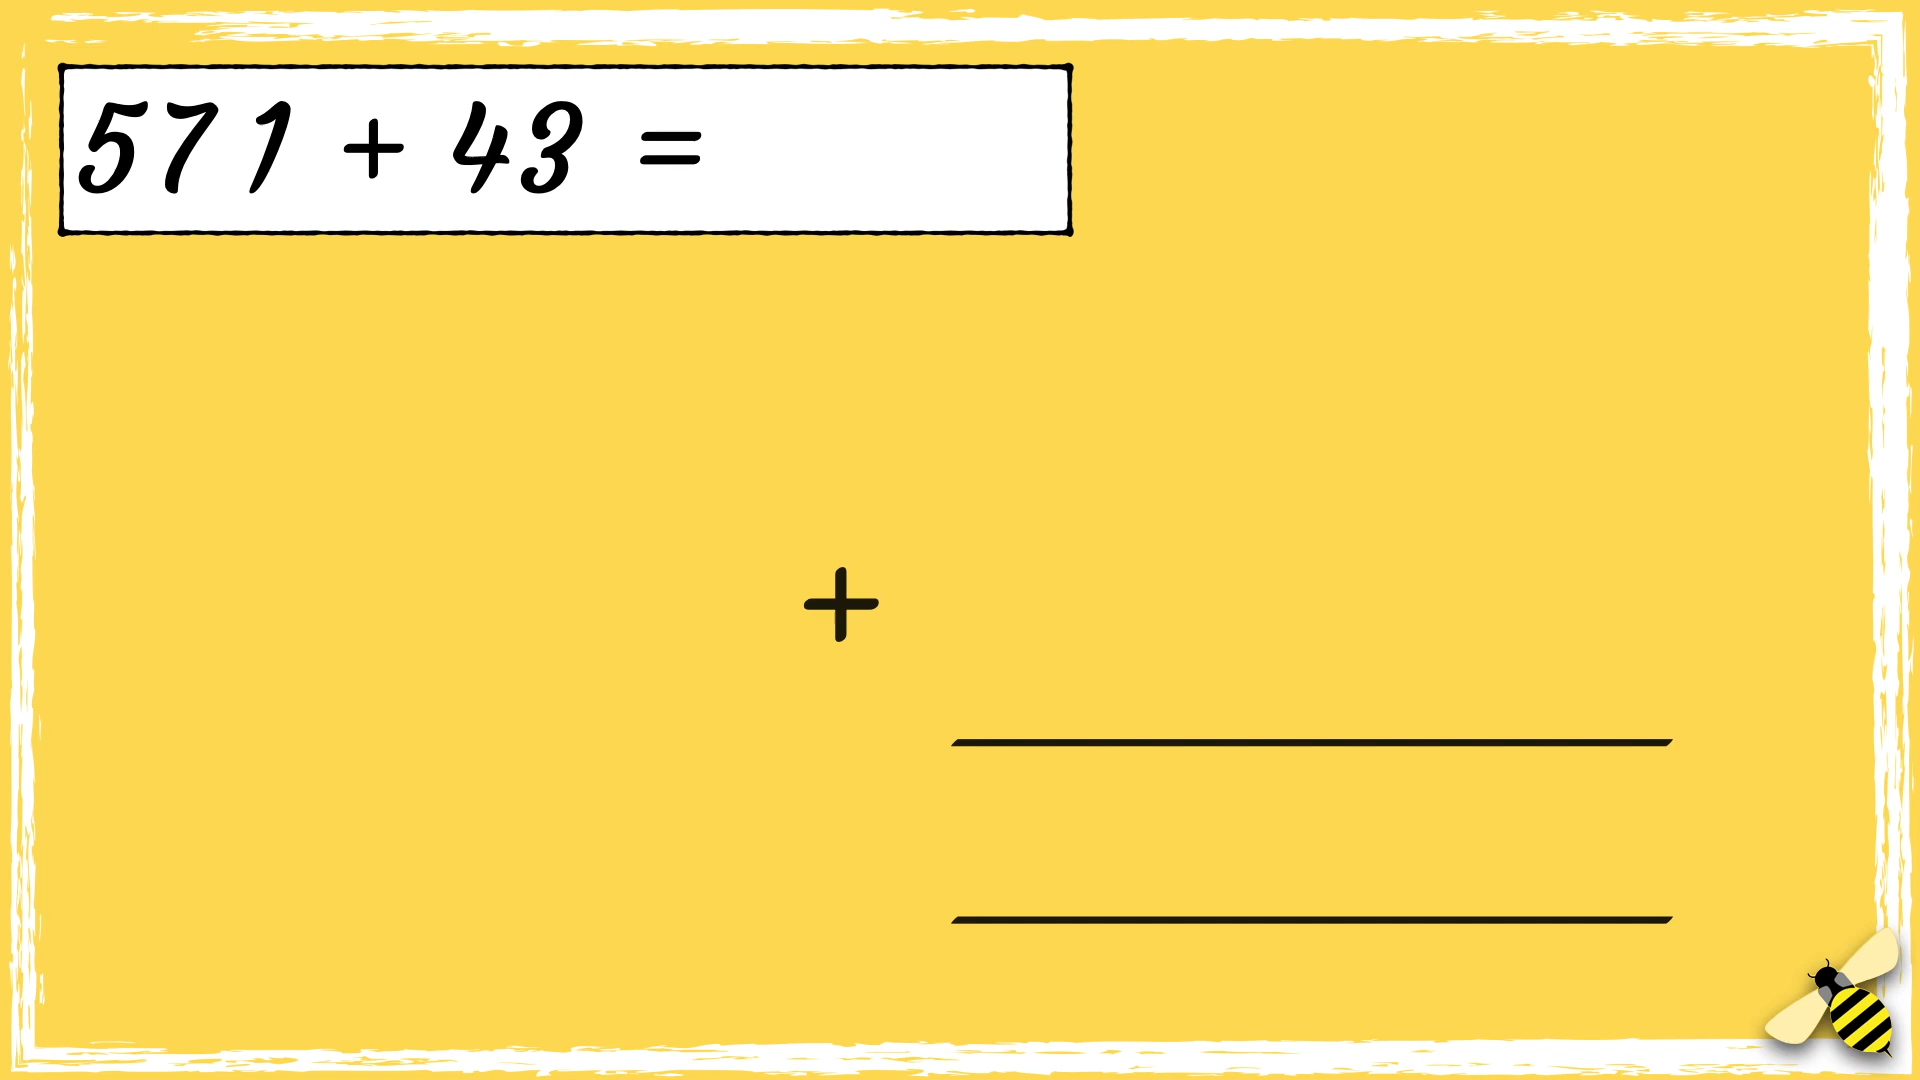 571 + 43 =
+